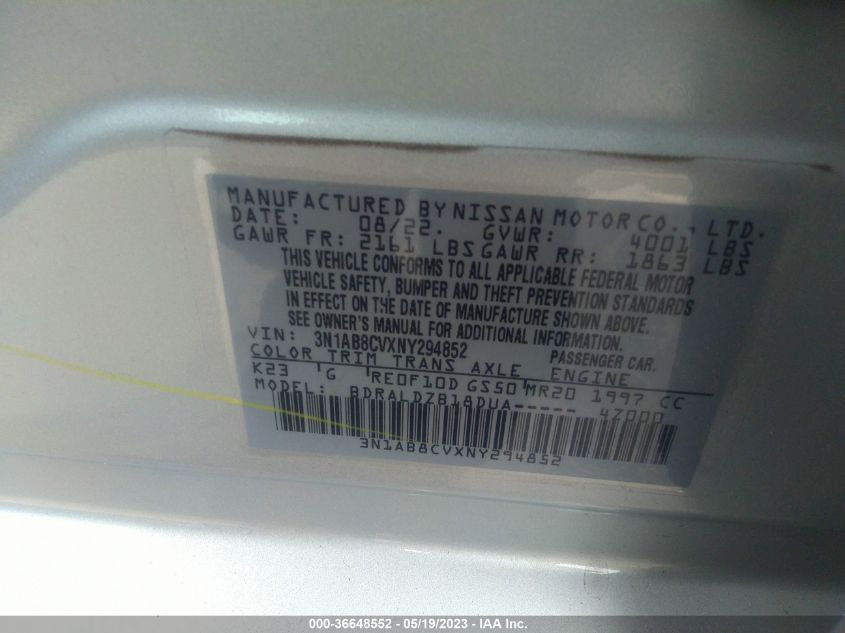 MANUFACTURED BY NISSAN MOTOR CO., LTD.
DATE: 08/22. GVWR: 4001 LBS
GAWR FR: 2161 LBS GAWR RR: 1863 LBS
THIS VEHICLE CONFORMS TO ALL APPLICABLE FEDERAL MOTOR
VEHICLE SAFETY, BUMPER AND THEFT PREVENTION STANDARDS
IN EFFECT ON THE DATE OF MANUFACTURE SHOWN ABOVE.
SEE OWNER'S MANUAL FOR ADDITIONAL INFORMATION.
VIN: 3N1AB8CVXNY294852 PASSENGER CAR.
COLOR TRIM TRANS AXLE ENGINE
K23 G RE0F10D GS50 MR20 1997 CC
MODEL: BDRALDZB18DUA----- 4Z000
3N1AB8CVXNY294852
000-36648552 - 05/19/2023 - IAA Inc.